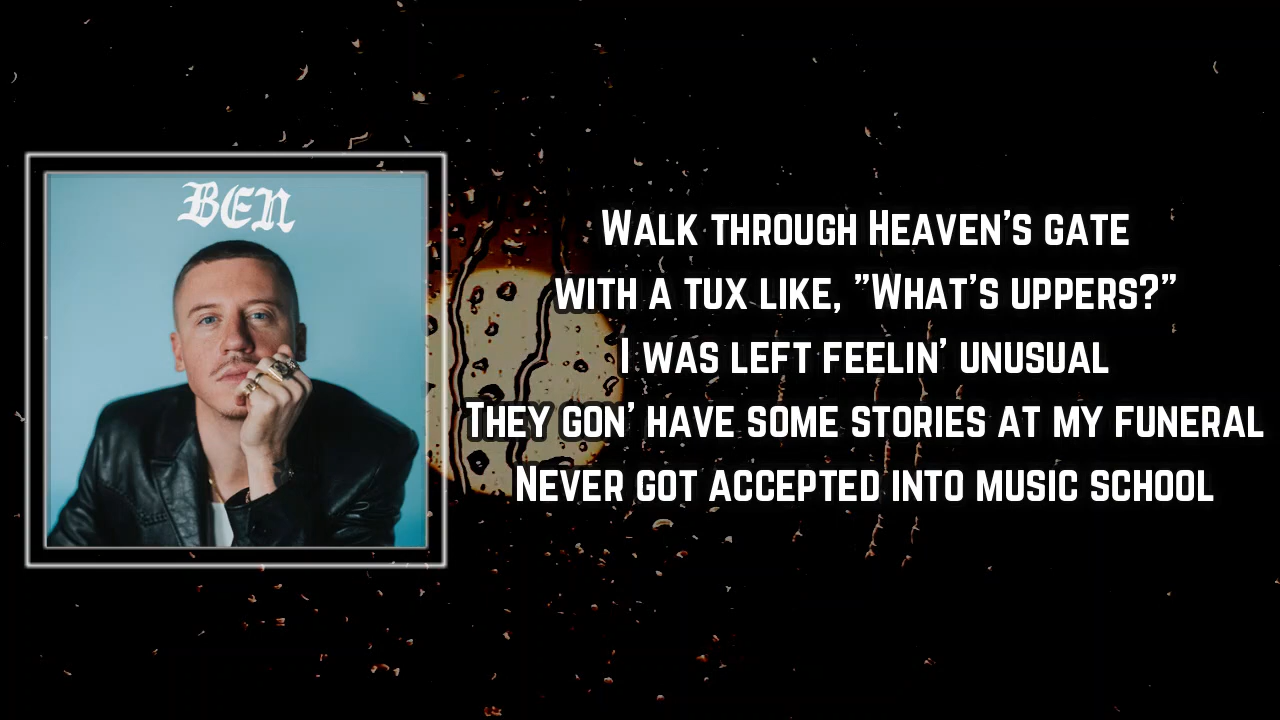 BEN
Walk through Heaven's gate
with a tux like, "What's uppers?"
I was left feelin' unusual
They gon' have some stories at my funeral
Never got accepted into music school